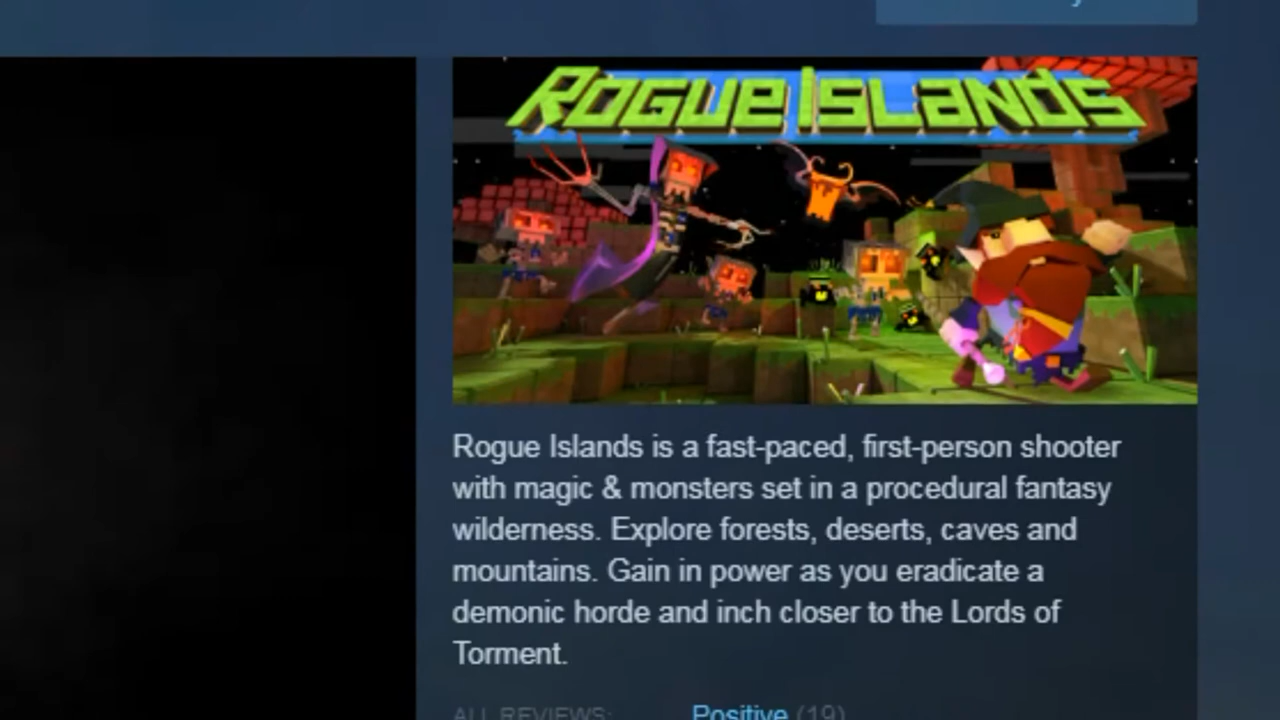 Rogue Islands
Rogue Islands is a fast-paced, first-person shooter
with magic & monsters set in a procedural fantasy
wilderness. Explore forests, deserts, caves and
mountains. Gain in power as you eradicate a
demonic horde and inch closer to the Lords of
Torment.
ALL REVIEWS: Positive (19)